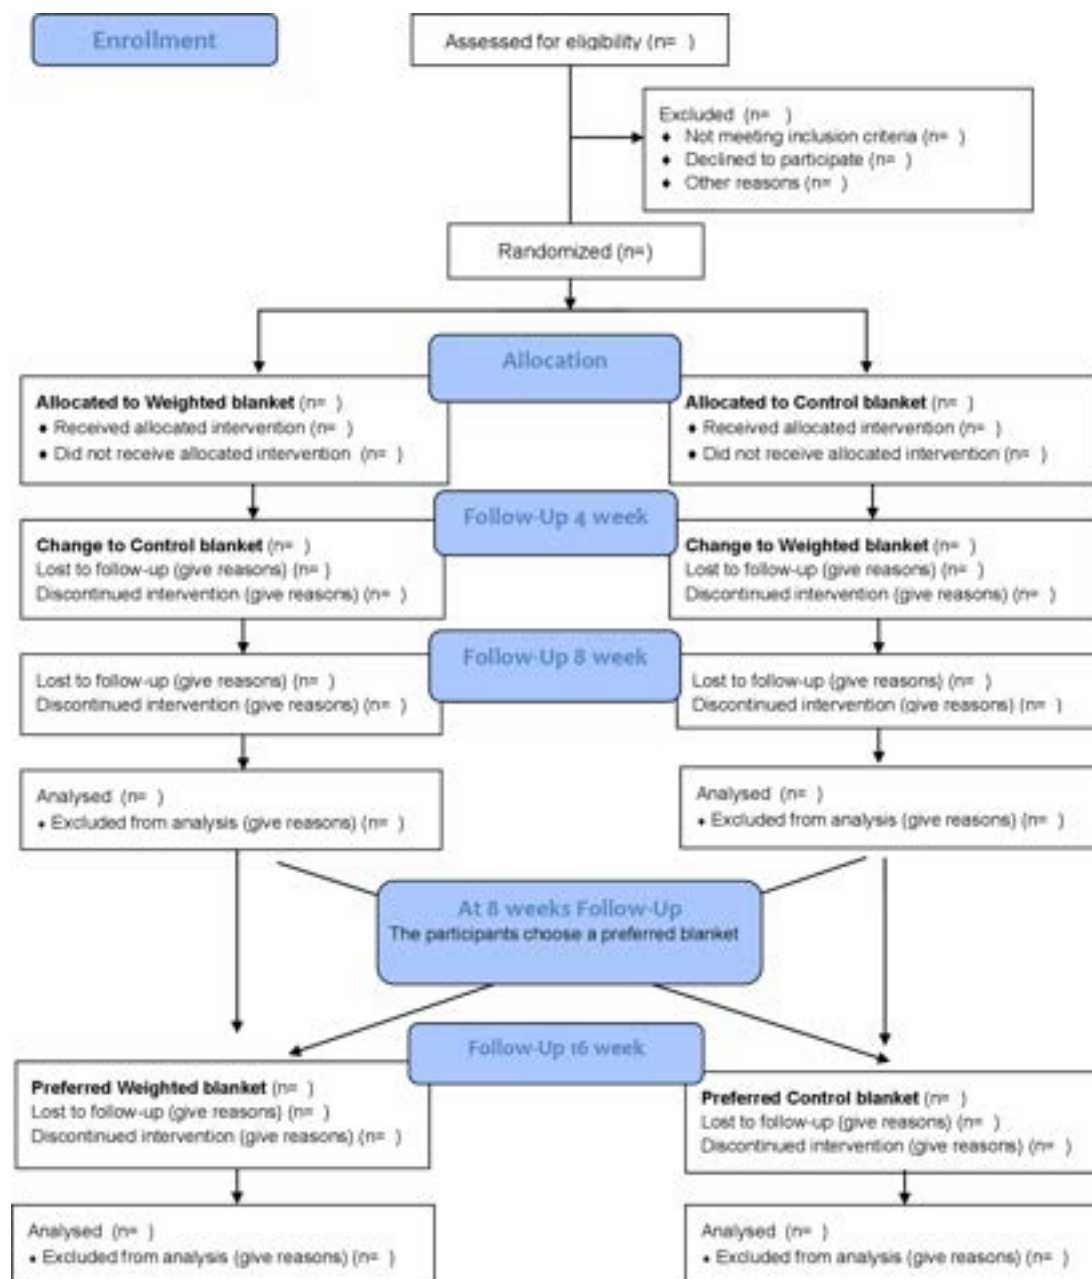 Enrollment
Assessed for eligibility (n=  )
Excluded  (n=   )
♦ Not meeting inclusion criteria (n=  )
♦ Declined to participate (n=  )
♦ Other reasons (n=  )
Randomized (n=)
Allocation
Allocated to Weighted blanket (n=  )
♦ Received allocated intervention (n=  )
♦ Did not receive allocated intervention  (n=  )
Allocated to Control blanket (n=  )
♦ Received allocated intervention (n=  )
♦ Did not receive allocated intervention (n=  )
Follow-Up 4 week
Change to Control blanket (n=  )
Lost to follow-up (give reasons) (n=  )
Discontinued intervention (give reasons) (n=  )
Change to Weighted blanket (n=  )
Lost to follow-up (give reasons) (n=  )
Discontinued intervention (give reasons) (n=  )
Follow-Up 8 week
Lost to follow-up (give reasons) (n=  )
Discontinued intervention (give reasons) (n=  )
Lost to follow-up (give reasons) (n=  )
Discontinued intervention (give reasons) (n=  )
Analysed  (n=  )
♦ Excluded from analysis (give reasons) (n=  )
Analysed  (n=  )
♦ Excluded from analysis (give reasons) (n=  )
At 8 weeks Follow-Up
The participants choose a preferred blanket
Follow-Up 16 week
Preferred Weighted blanket (n=  )
Lost to follow-up (give reasons) (n=  )
Discontinued intervention (give reasons) (n=  )
Preferred Control blanket (n=  )
Lost to follow-up (give reasons) (n=  )
Discontinued intervention (give reasons) (n=  )
Analysed  (n=  )
♦ Excluded from analysis (give reasons) (n=  )
Analysed  (n=  )
♦ Excluded from analysis (give reasons) (n=  )